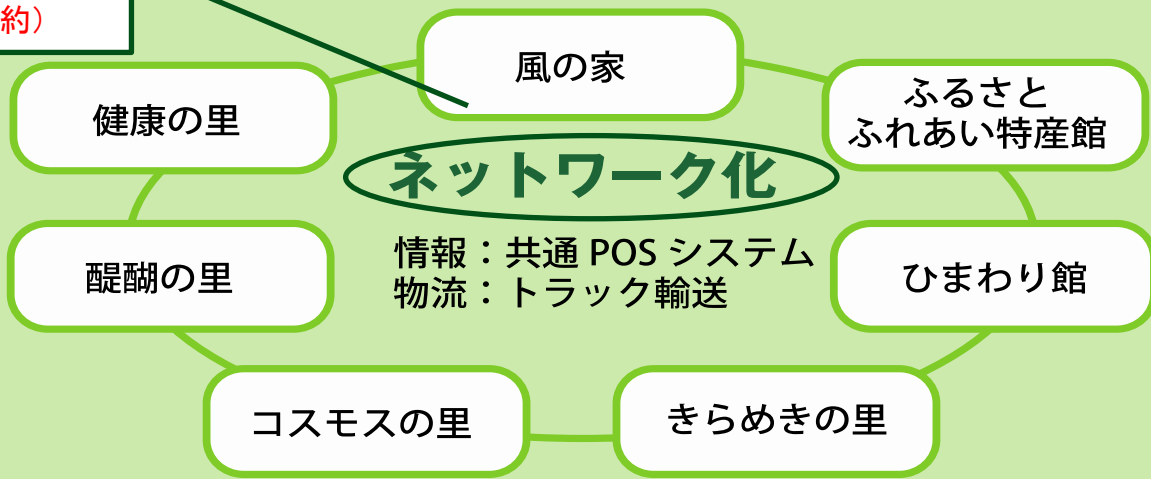 約）
風の家
健康の里
ふるさと
ふれあい特産館
ネットワーク化
醍醐の里
情報：共通 POS システム
物流：トラック輸送
ひまわり館
コスモスの里
きらめきの里